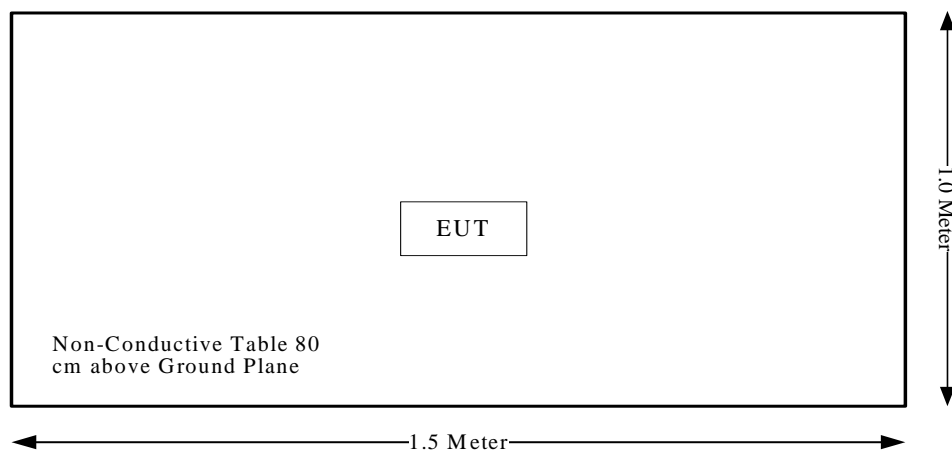 EUT
1.0 Meter
Non-Conductive Table 80
cm above Ground Plane
1.5 Meter